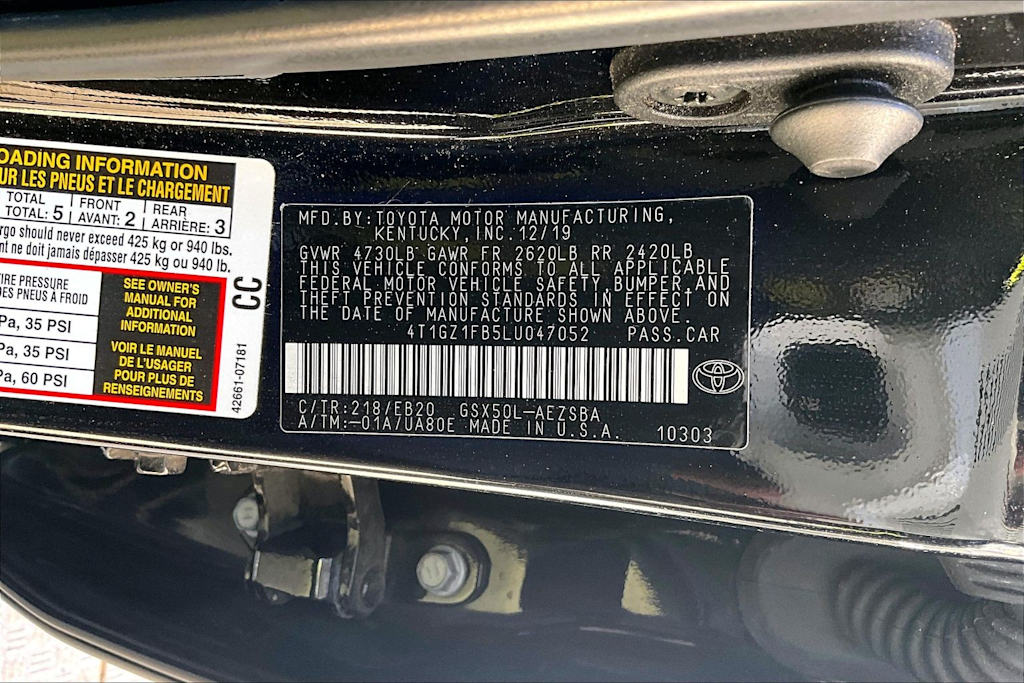 OADING INFORMATION
UR LES PNEUS ET LE CHARGEMENT
TOTAL FRONT REAR
TOTAL: 5 AVANT: 2 ARRIÈRE: 3
rgo should never exceed 425 kg or 940 lbs.
nt ne doit jamais dépasser 425 kg ou 940 lb.
TIRE PRESSURE
DES PNEUS À FROID
Pa, 35 PSI
Pa, 35 PSI
Pa, 60 PSI
SEE OWNER'S
MANUAL FOR
ADDITIONAL
INFORMATION
VOIR LE MANUEL
DE L'USAGER
POUR PLUS DE
RENSEIGNEMENTS
CC
42661-07181
MFD.BY:TOYOTA MOTOR MANUFACTURING,
KENTUCKY, INC. 12/19
GVWR 4730LB GAWR FR 2620LB RR 2420LB
THIS VEHICLE CONFORMS TO ALL APPLICABLE
FEDERAL MOTOR VEHICLE SAFETY,BUMPER,AND
THEFT PREVENTION STANDARDS IN EFFECT ON
THE DATE OF MANUFACTURE SHOWN ABOVE.
4T1GZ1FB5LU047052 PASS.CAR
C/TR:218/EB20 GSX50L-AEZSBA
A/TM:-01A/UA80E MADE IN U.S.A. 10303